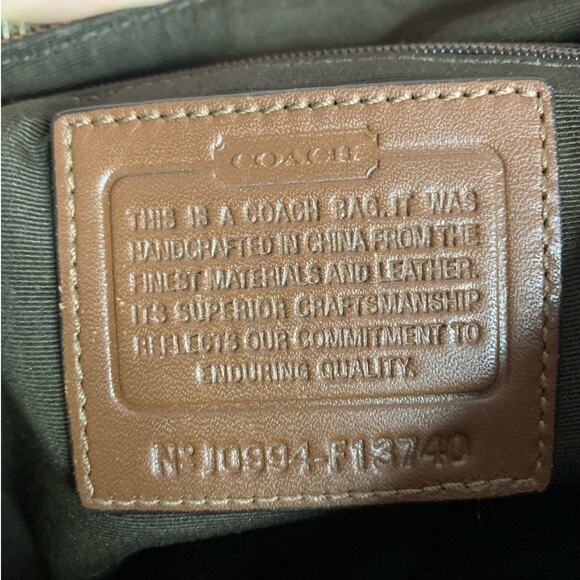 COACH
THIS IS A COACH BAG. IT WAS
HANDCRAFTED IN CHINA FROM THE
FINEST MATERIALS AND LEATHER.
ITS SUPERIOR CRAFTSMANSHIP
REFLECTS OUR COMMITMENT TO
ENDURING QUALITY.
Nº J0994-F13740